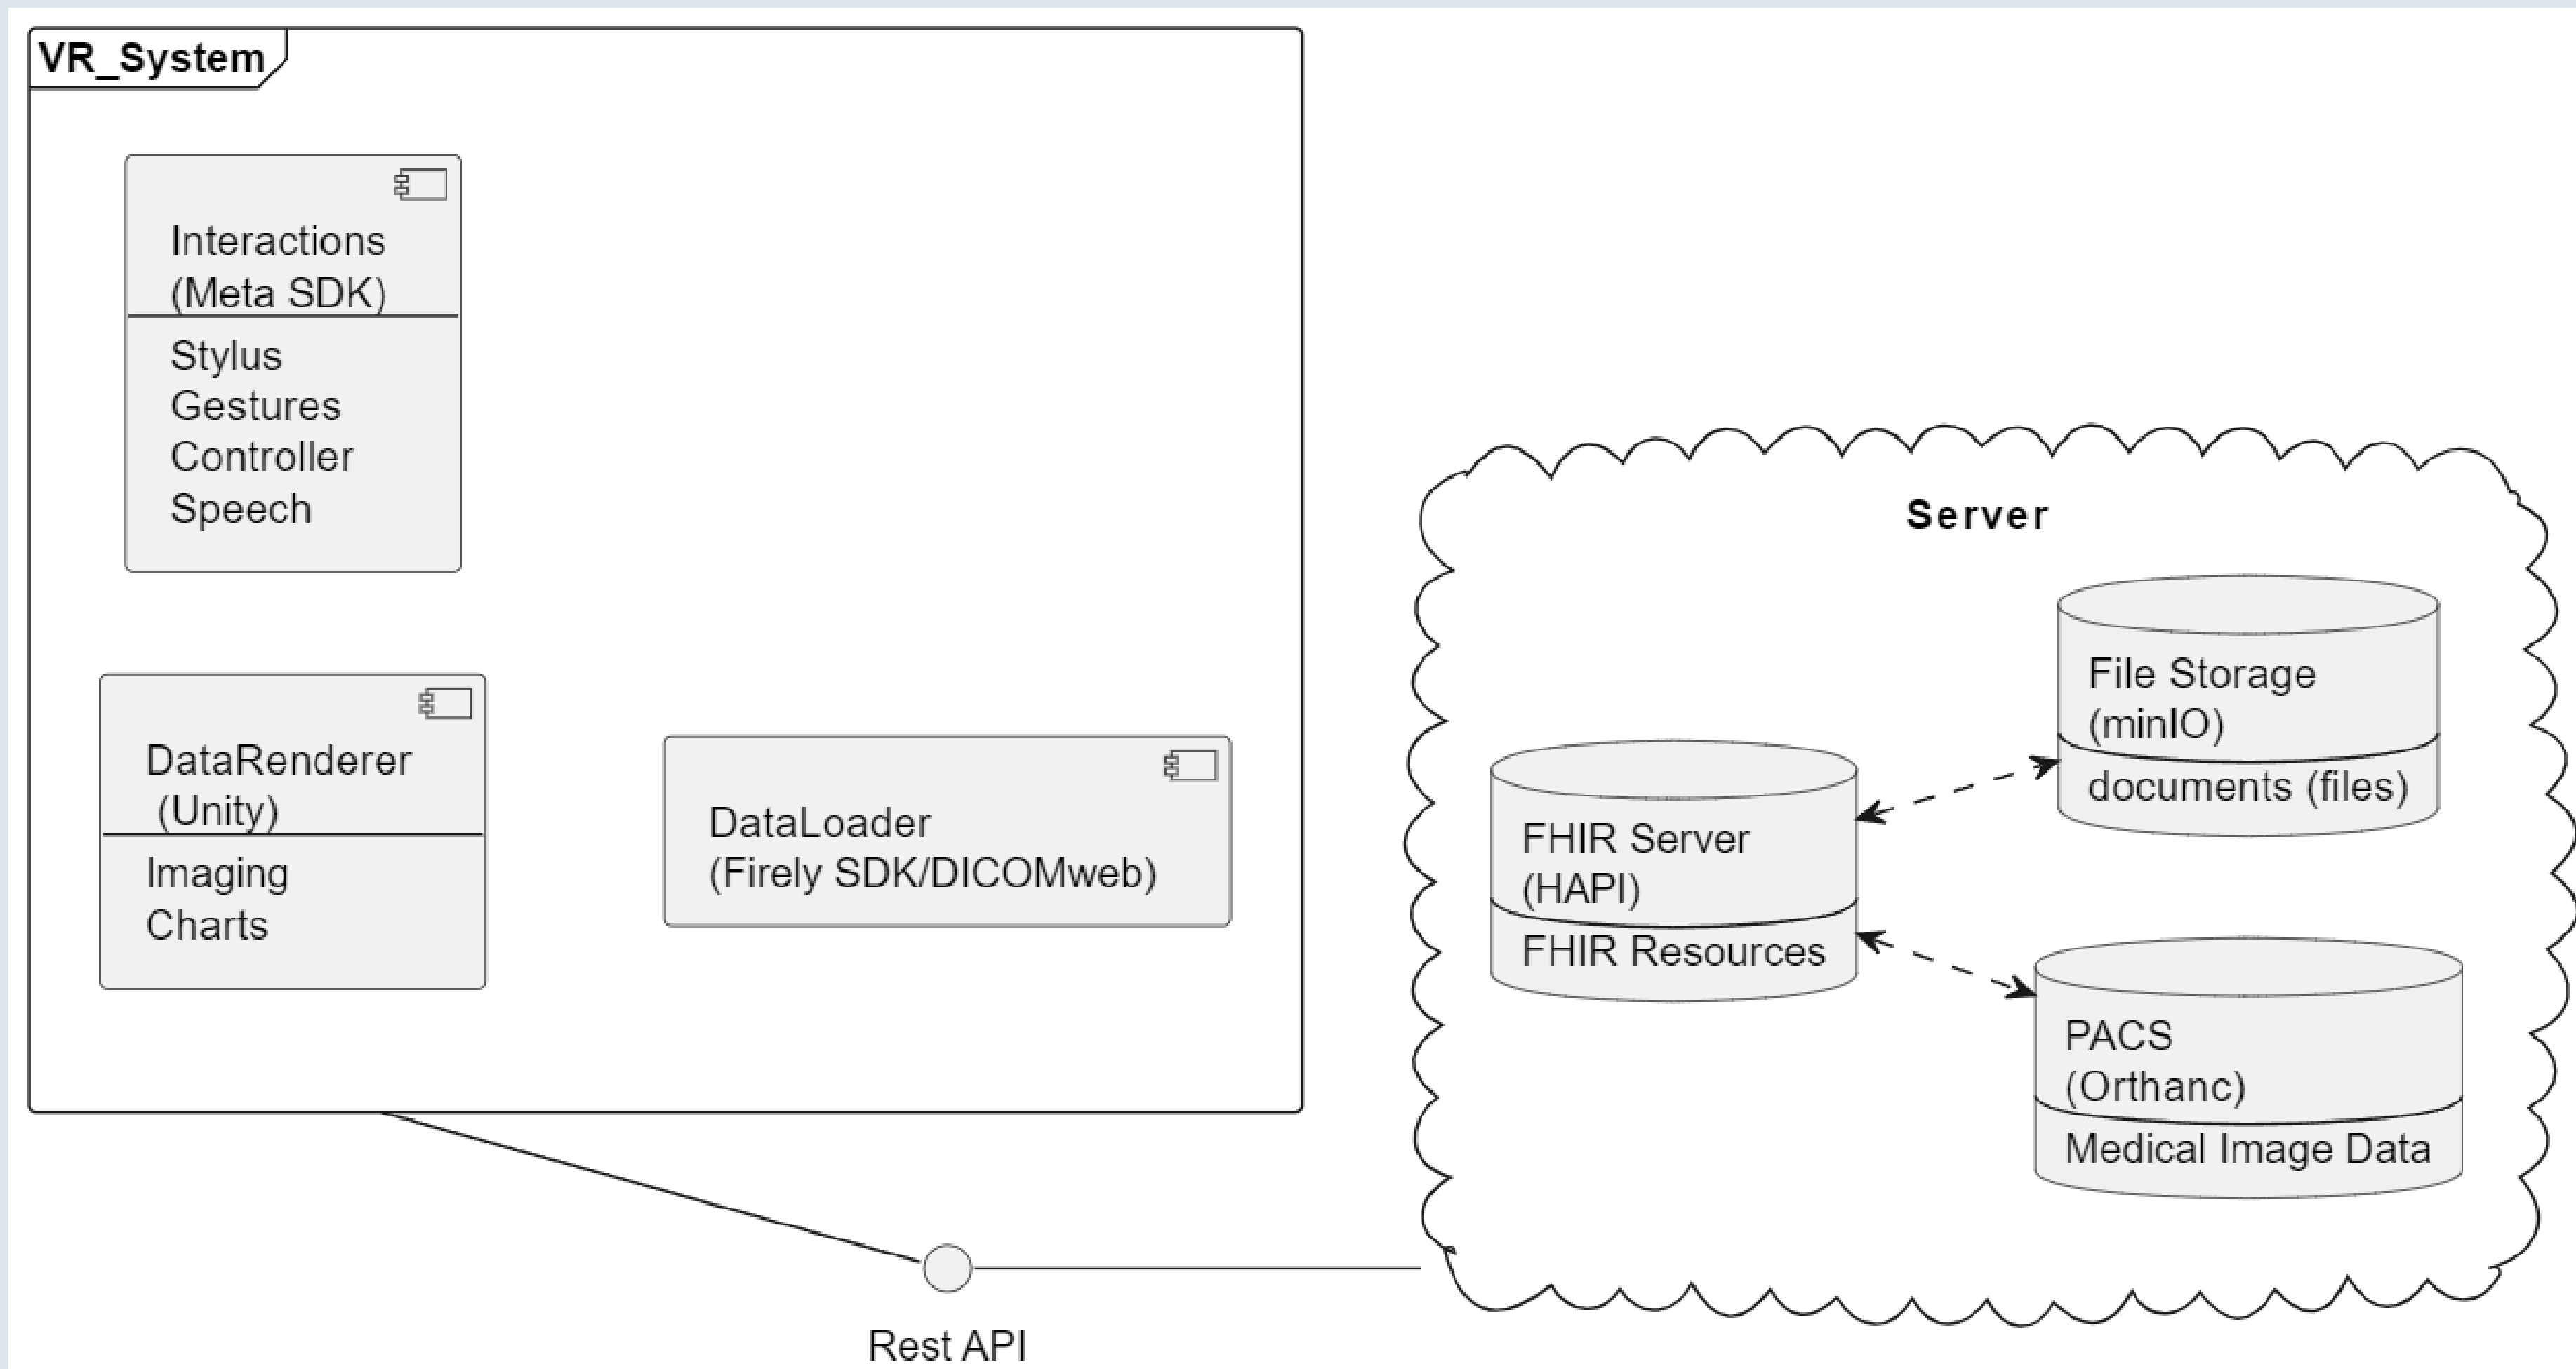 VR_System
Interactions
(Meta SDK)
Stylus
Gestures
Controller
Speech
DataRenderer
(Unity)
Imaging
Charts
DataLoader
(Firely SDK/DICOMweb)
Server
File Storage
(minIO)
documents (files)
FHIR Server
(HAPI)
FHIR Resources
PACS
(Orthanc)
Medical Image Data
Rest API